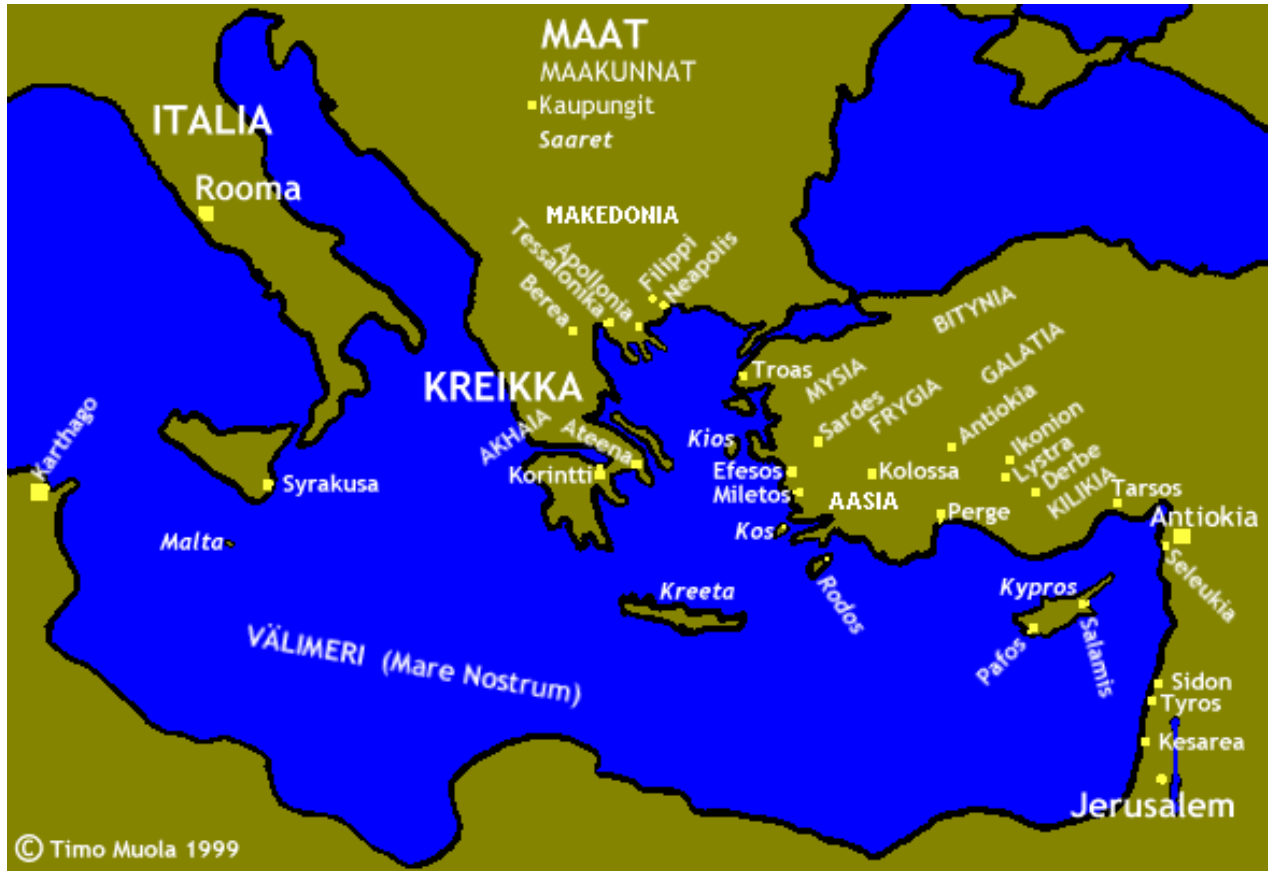 MAAT
MAAKUNNAT
Kaupungit
Saaret
ITALIA
Rooma
MAKEDONIA
Filippi
Neapolis
Apollonia
Tessalonika
Berea
BITYNIA
GALATIA
KREIKKA
Troas
MYSIA
FRYGIA
Sardes
Antiokia
Karthago
AKHAIA
Ateena
Kios
Ikonion
Lystra
Derbe
KILIKIA
Syrakusa
Korintti
Efesos
Kolossa
Miletos
AASIA
Perge
Tarsos
Antiokia
Malta
Kos
Seleukia
Kreeta
Rodos
Kypros
Salamis
Pafos
VÄLIMERI (Mare Nostrum)
Sidon
Tyros
Kesarea
Jerusalem
© Timo Muola 1999